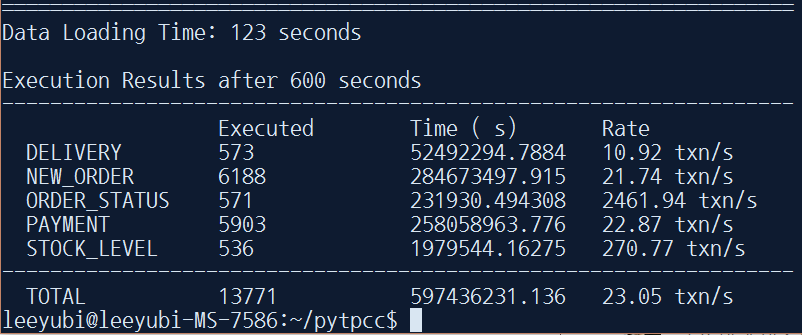 Data Loading Time: 123 seconds
Execution Results after 600 seconds
Executed Time ( s) Rate
DELIVERY 573 52492294.7884 10.92 txn/s
NEW_ORDER 6188 284673497.915 21.74 txn/s
ORDER_STATUS 571 231930.494308 2461.94 txn/s
PAYMENT 5903 258058963.776 22.87 txn/s
STOCK_LEVEL 536 1979544.16275 270.77 txn/s
TOTAL 13771 597436231.136 23.05 txn/s
leeyubi@leeyubi-MS-7586:~/pytpcc$